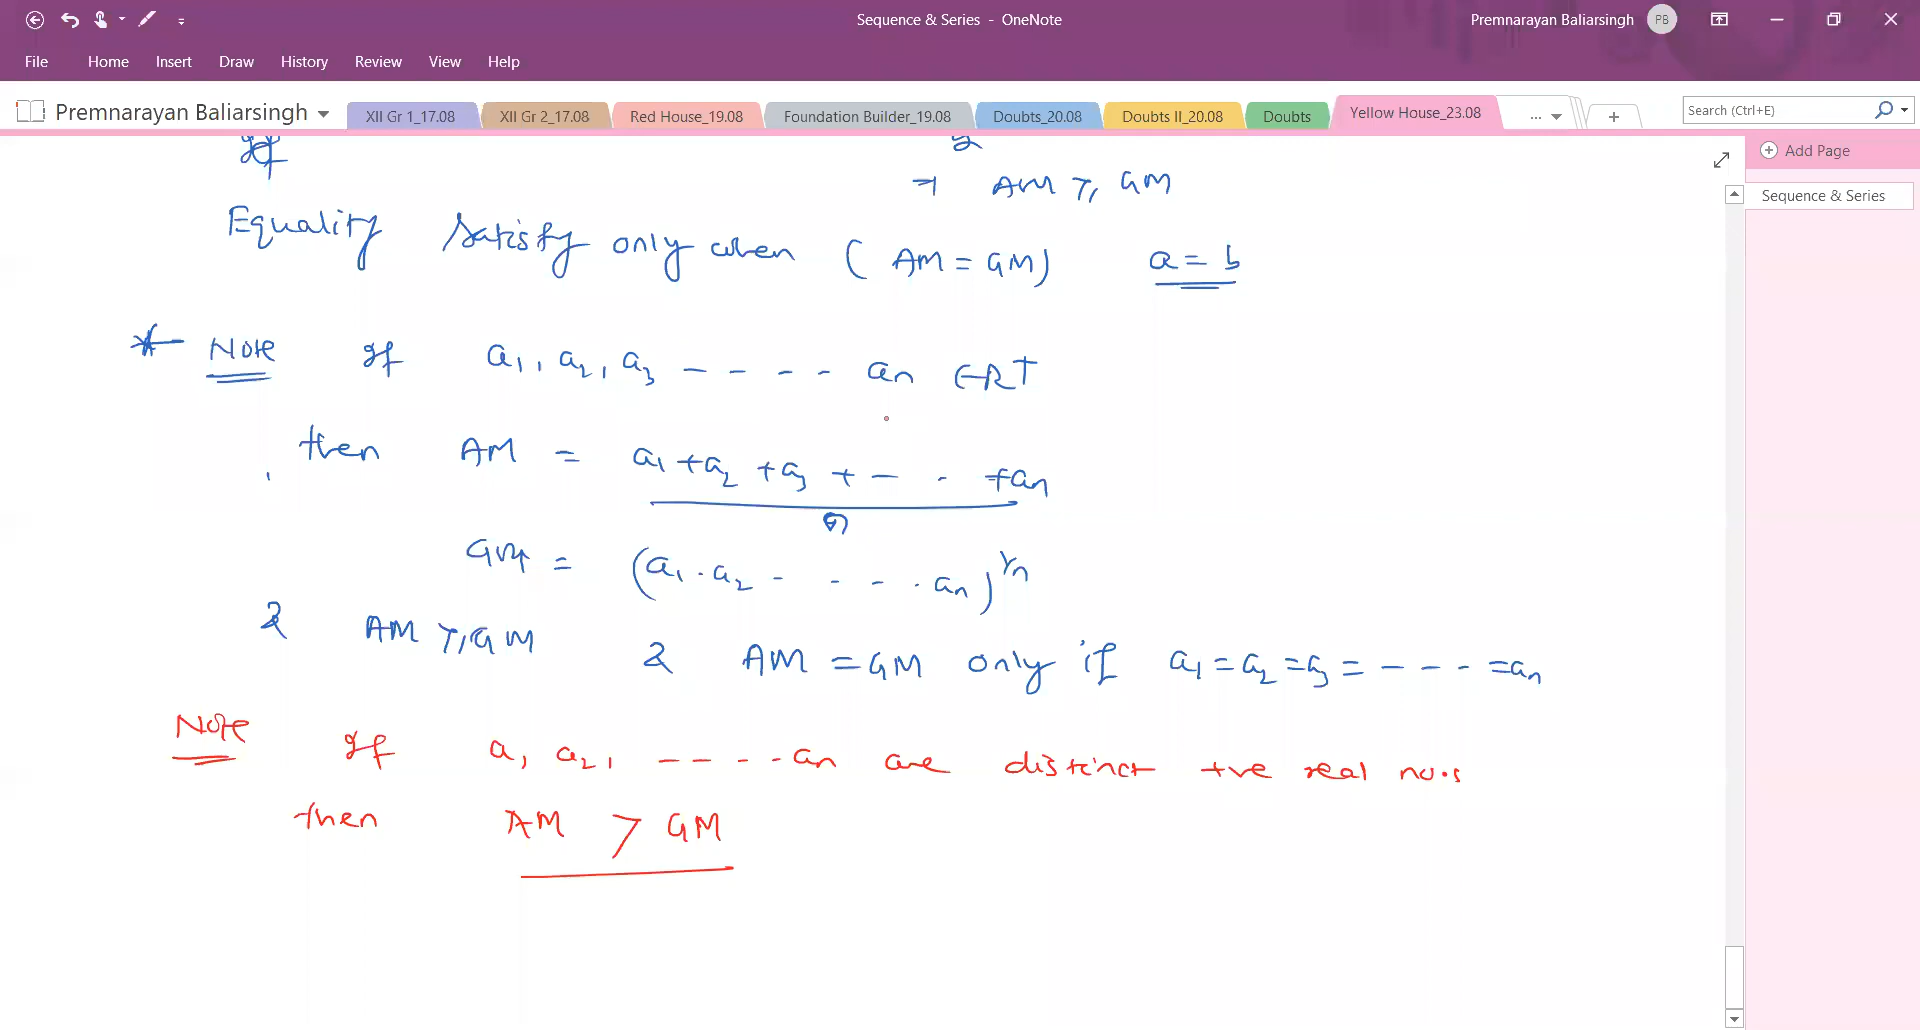 Sequence & Series - OneNote
Premnarayan Baliarsingh PB
File Home Insert Draw History Review View Help
Premnarayan Baliarsingh
XII Gr 1_17.08 XII Gr 2_17.08 Red House_19.08 Foundation Builder_19.08 Doubts_20.08 Doubts II_20.08 Doubts Yellow House_23.08 ... +
Search (Ctrl+E)
Add Page
Sequence & Series
If
⇒ AM ≥ GM
Equality satisfy only when (AM = GM) a = b
* Note If a₁, a₂, a₃ - - - - an ∈ R⁺
then AM = a₁ + a₂ + a₃ + - - + an
n
GM = (a₁ . a₂ - - - - . an)^1/n
& AM ≥ GM & AM = GM only if a₁ = a₂ = a₃ = - - - - = an
Note If a₁ a₂, - - - - - an are distinct +ve real no.s
then AM > GM